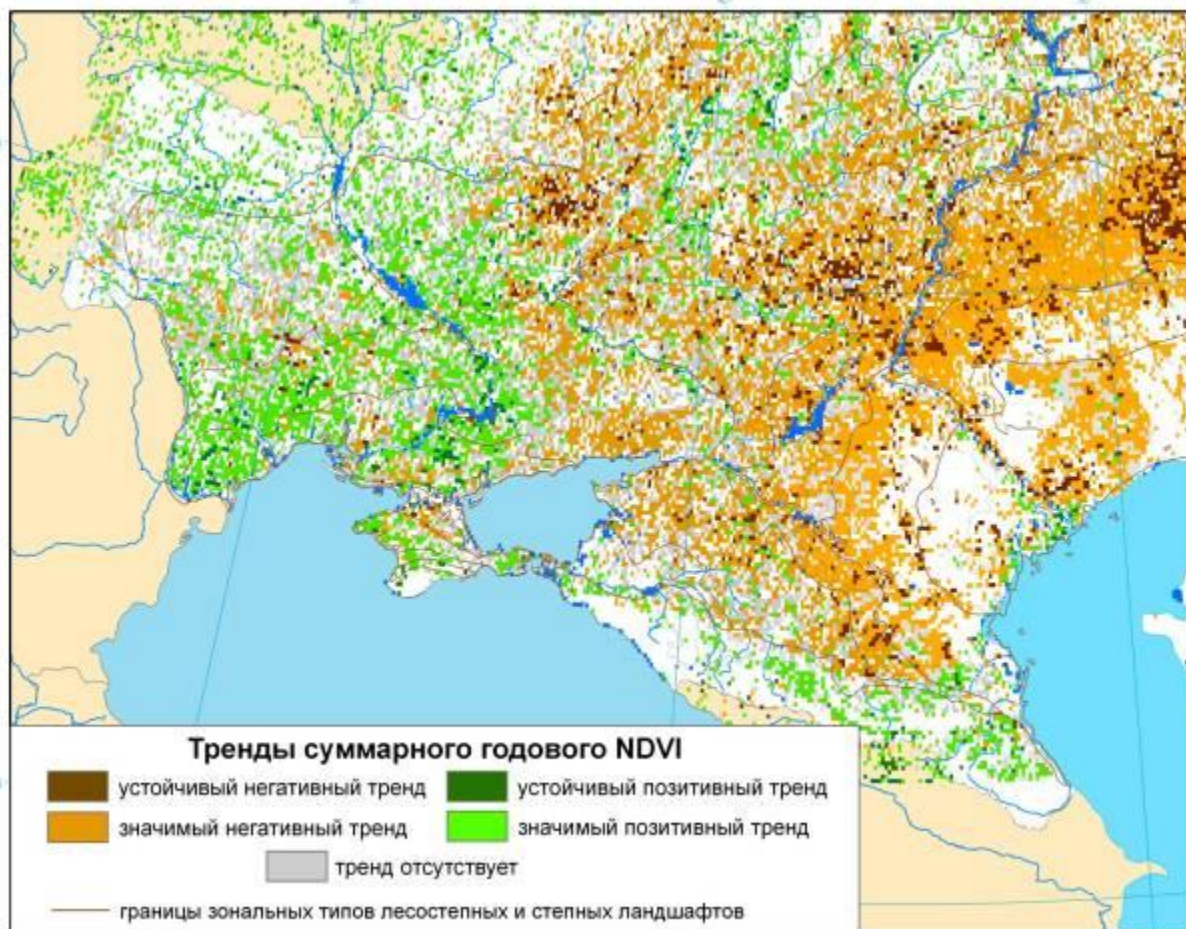 Тренды суммарного годового NDVI
устойчивый негативный тренд
устойчивый позитивный тренд
значимый негативный тренд
значимый позитивный тренд
тренд отсутствует
границы зональных типов лесостепных и степных ландшафтов